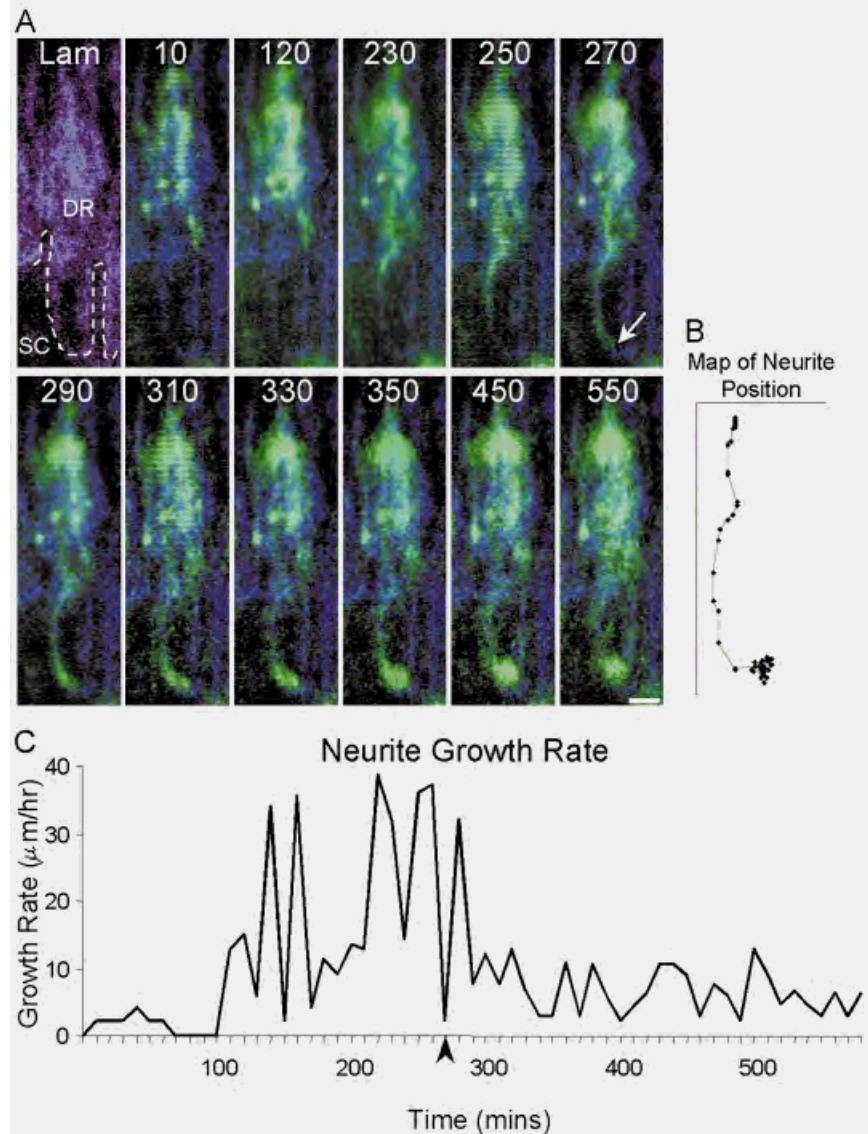 A
Lam 10 120 230 250 270
DR
SC
290 310 330 350 450 550
B
Map of Neurite
Position
C
Neurite Growth Rate
Growth Rate (μm/hr)
40
30
20
10
0
100 200 300 400 500
Time (mins)